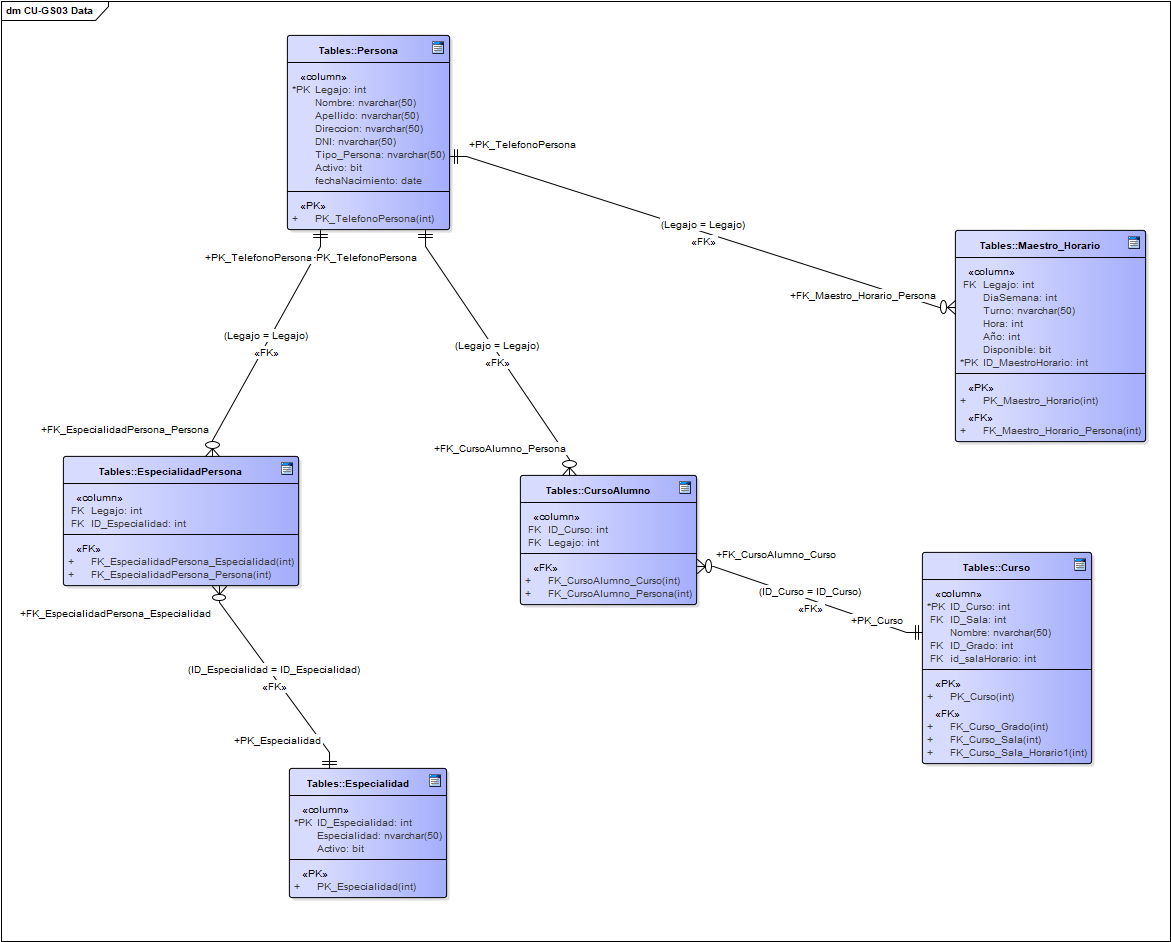 dm CU-GS03 Data
Tables::Persona
«column»
*PK Legajo: int
Nombre: nvarchar(50)
Apellido: nvarchar(50)
Direccion: nvarchar(50)
DNI: nvarchar(50)
Tipo_Persona: nvarchar(50)
Activo: bit
fechaNacimiento: date
«PK»
+ PK_TelefonoPersona(int)
+PK_TelefonoPersona
(Legajo = Legajo)
«FK»
+FK_Maestro_Horario_Persona
Tables::Maestro_Horario
«column»
FK Legajo: int
DiaSemana: int
Turno: nvarchar(50)
Hora: int
Año: int
Disponible: bit
*PK ID_MaestroHorario: int
«PK»
+ PK_Maestro_Horario(int)
«FK»
+ FK_Maestro_Horario_Persona(int)
+PK_TelefonoPersona
PK_TelefonoPersona
(Legajo = Legajo)
«FK»
(Legajo = Legajo)
«FK»
+FK_EspecialidadPersona_Persona
+FK_CursoAlumno_Persona
Tables::EspecialidadPersona
«column»
FK Legajo: int
FK ID_Especialidad: int
«FK»
+ FK_EspecialidadPersona_Especialidad(int)
+ FK_EspecialidadPersona_Persona(int)
Tables::CursoAlumno
«column»
FK ID_Curso: int
FK Legajo: int
«FK»
+ FK_CursoAlumno_Curso(int)
+ FK_CursoAlumno_Persona(int)
+FK_CursoAlumno_Curso
(ID_Curso = ID_Curso)
«FK»
+PK_Curso
Tables::Curso
«column»
*PK ID_Curso: int
FK ID_Sala: int
Nombre: nvarchar(50)
FK ID_Grado: int
FK id_salaHorario: int
«PK»
+ PK_Curso(int)
«FK»
+ FK_Curso_Grado(int)
+ FK_Curso_Sala(int)
+ FK_Curso_Sala_Horario1(int)
+FK_EspecialidadPersona_Especialidad
(ID_Especialidad = ID_Especialidad)
«FK»
+PK_Especialidad
Tables::Especialidad
«column»
*PK ID_Especialidad: int
Especialidad: nvarchar(50)
Activo: bit
«PK»
+ PK_Especialidad(int)